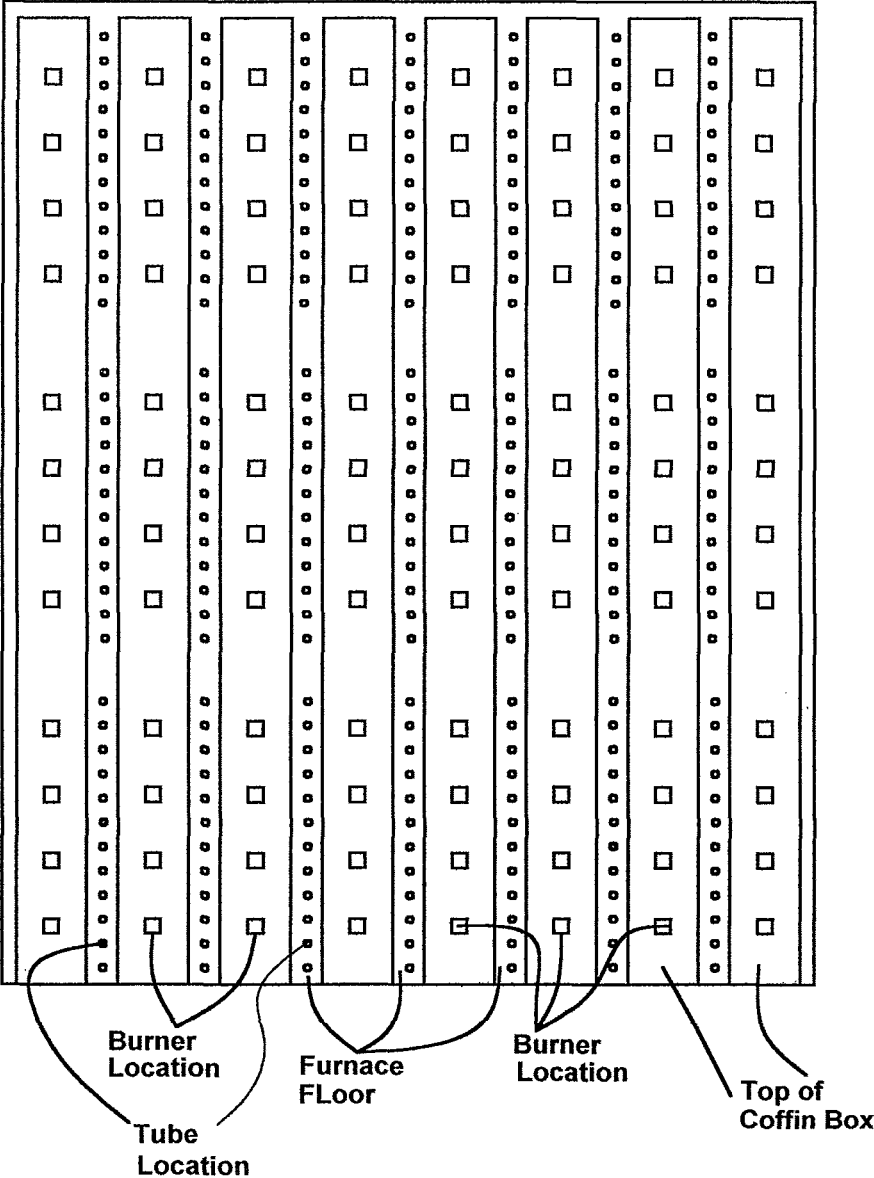 Burner
Location
Tube
Location
Furnace
FLoor
Burner
Location
Top of
Coffin Box